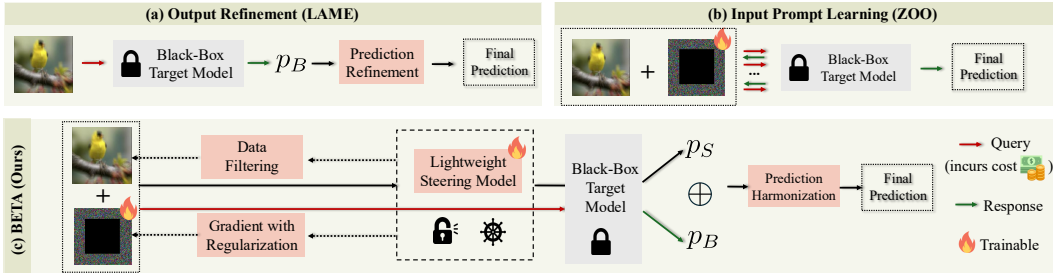 (a) Output Refinement (LAME)
Black-Box
Target Model
p_B
Prediction
Refinement
Final
Prediction
(b) Input Prompt Learning (ZOO)
+
...
Black-Box
Target Model
Final
Prediction
(c) BETA (Ours)
+
Data
Filtering
Gradient with
Regularization
Lightweight
Steering Model
Black-Box
Target
Model
p_S
⊕
p_B
Prediction
Harmonization
Final
Prediction
Query
(incurs cost )
Response
Trainable